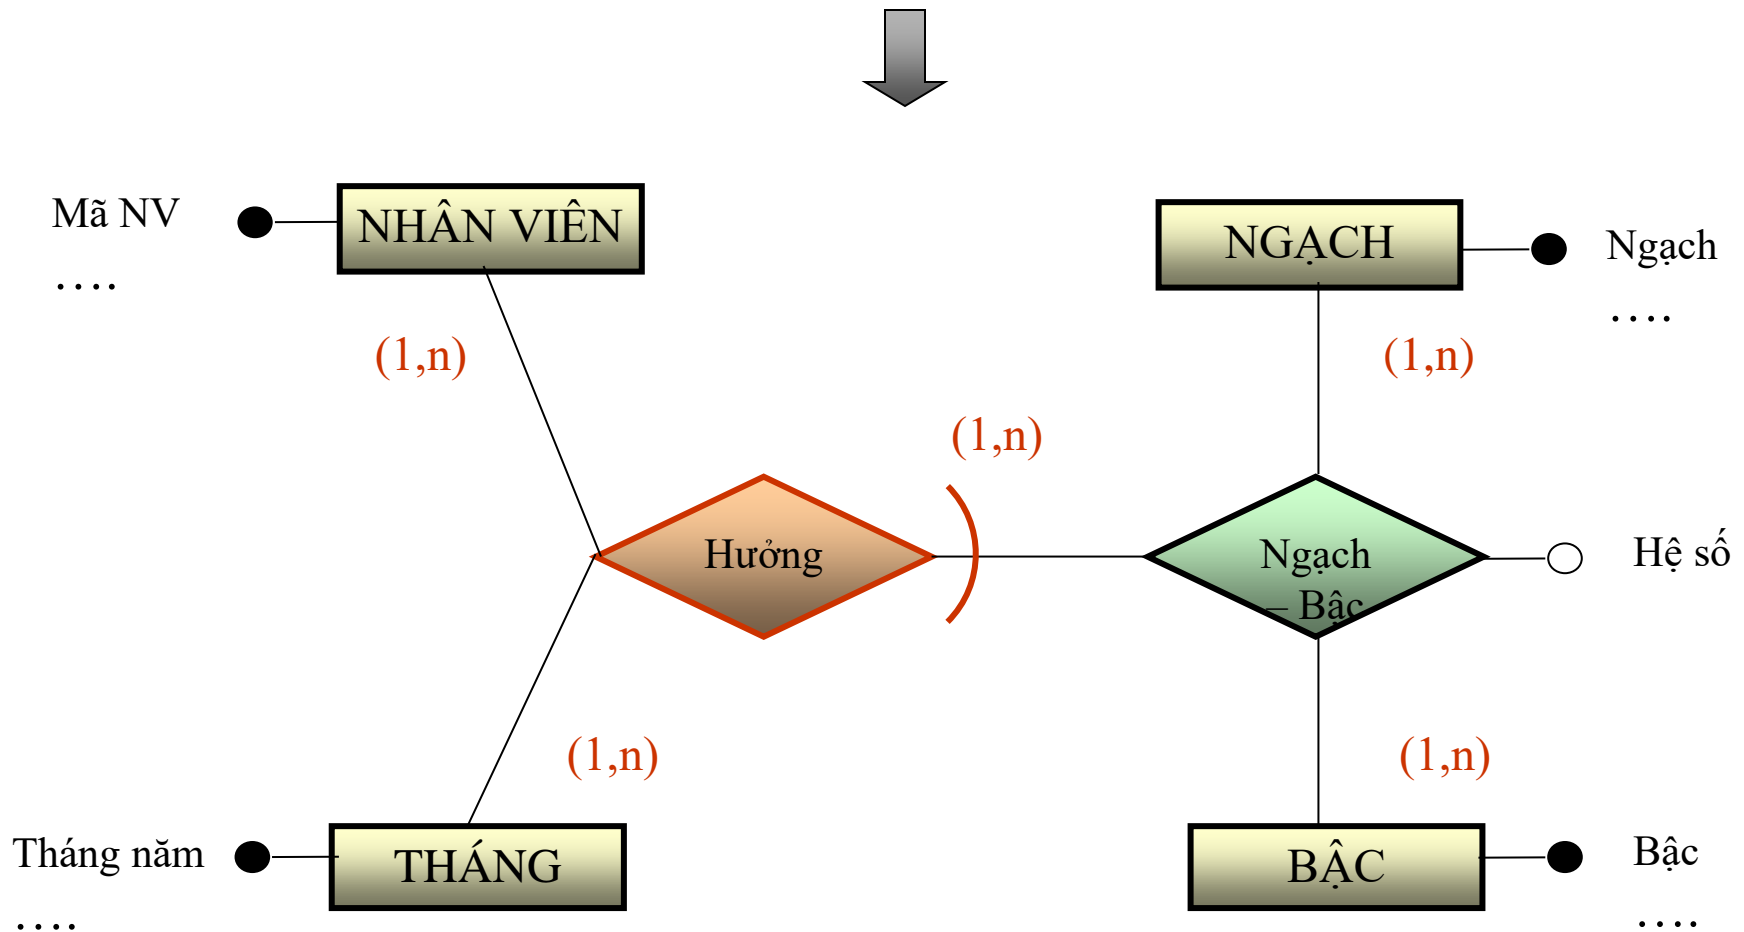 Mã NV
....
NHÂN VIÊN
NGẠCH
Ngạch
....
(1,n)
(1,n)
(1,n)
Hưởng
Ngạch
– Bậc
Hệ số
(1,n)
(1,n)
Tháng năm
....
THÁNG
BẬC
Bậc
....